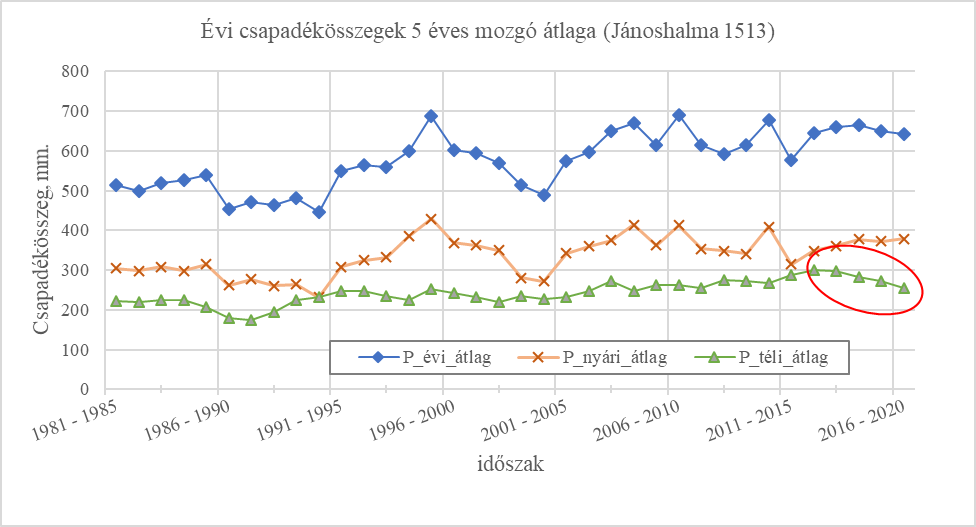 Évi csapadékösszegek 5 éves mozgó átlaga (Jánoshalma 1513)
Csapadékösszeg, mm.
800
700
600
500
400
300
200
100
0
P_évi_átlag P_nyári_átlag P_téli_átlag
1981 - 1985 1986 - 1990 1991 - 1995 1996 - 2000 2001 - 2005 2006 - 2010 2011 - 2015 2016 - 2020
időszak